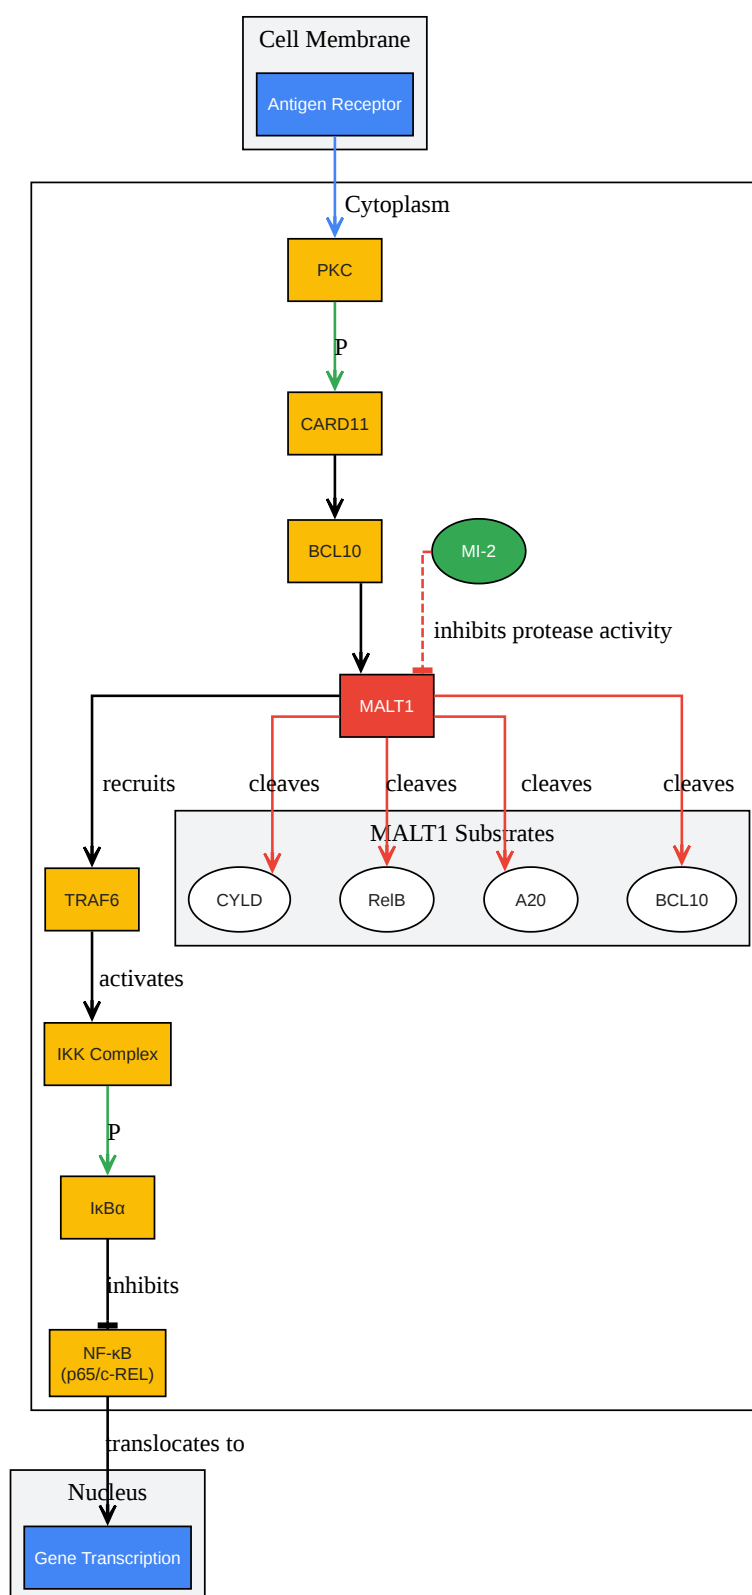 Cell Membrane
Antigen Receptor
Cytoplasm
PKC
P
CARD11
BCL10
MI-2
inhibits protease activity
MALT1
recruits
cleaves
cleaves
cleaves
cleaves
MALT1 Substrates
TRAF6
CYLD
RelB
A20
BCL10
activates
IKK Complex
P
IκBα
inhibits
NF-κB
(p65/c-REL)
translocates to
Nucleus
Gene Transcription